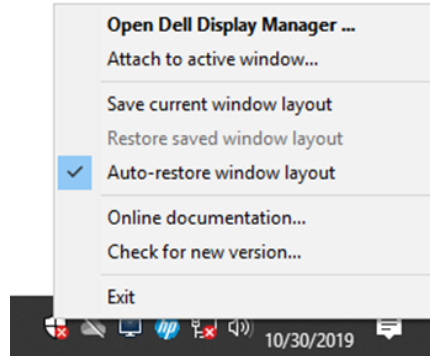 Open Dell Display Manager ...
Attach to active window...
Save current window layout
Restore saved window layout
Auto-restore window layout
Online documentation...
Check for new version...
Exit
hp
10/30/2019